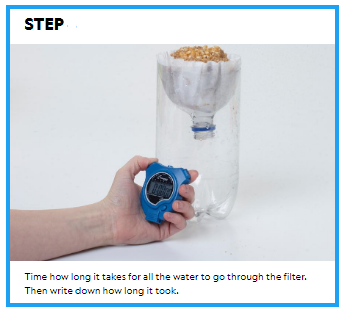 STEP
Time how long it takes for all the water to go through the filter.
Then write down how long it took.